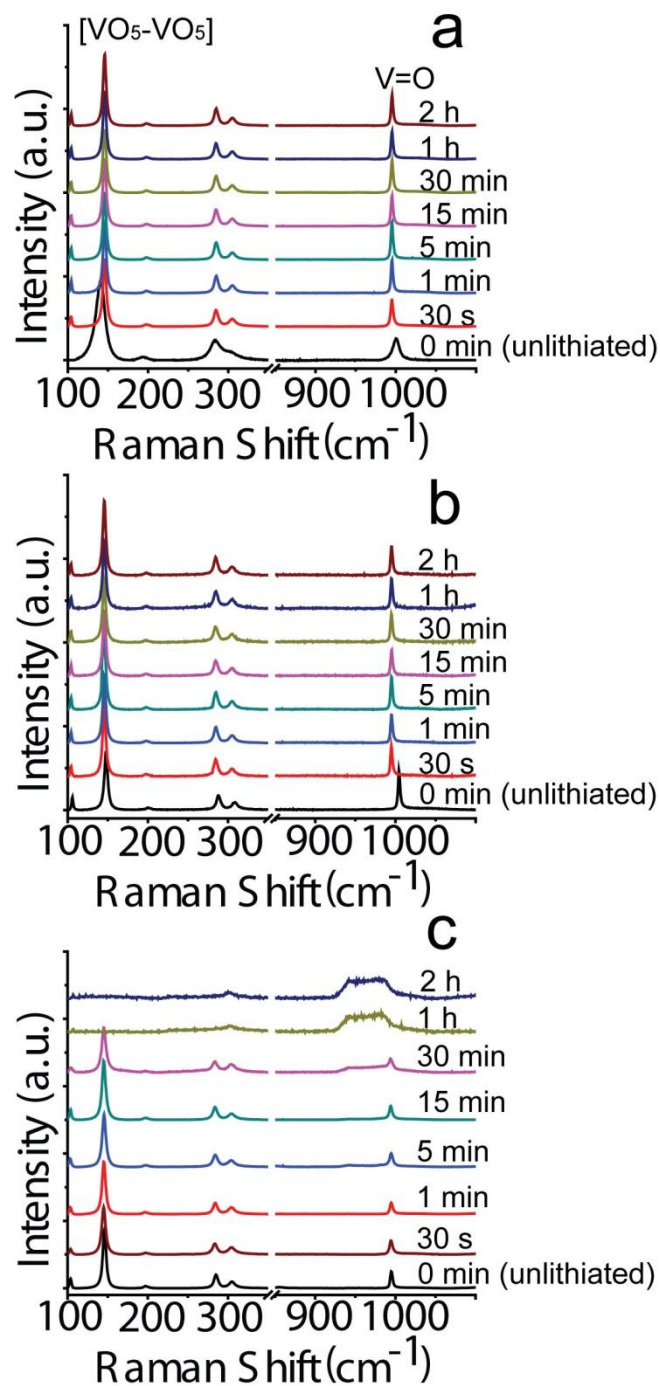 [VO₅-VO₅]
a
V=O
2 h
1 h
30 min
15 min
5 min
1 min
30 s
0 min (unlithiated)
Intensity (a.u.)
100 200 300 900 1000
Raman Shift(cm⁻¹)
b
2 h
1 h
30 min
15 min
5 min
1 min
30 s
0 min (unlithiated)
Intensity (a.u.)
100 200 300 900 1000
Raman Shift(cm⁻¹)
c
2 h
1 h
30 min
15 min
5 min
1 min
30 s
0 min (unlithiated)
Intensity (a.u.)
100 200 300 900 1000
Raman Shift(cm⁻¹)